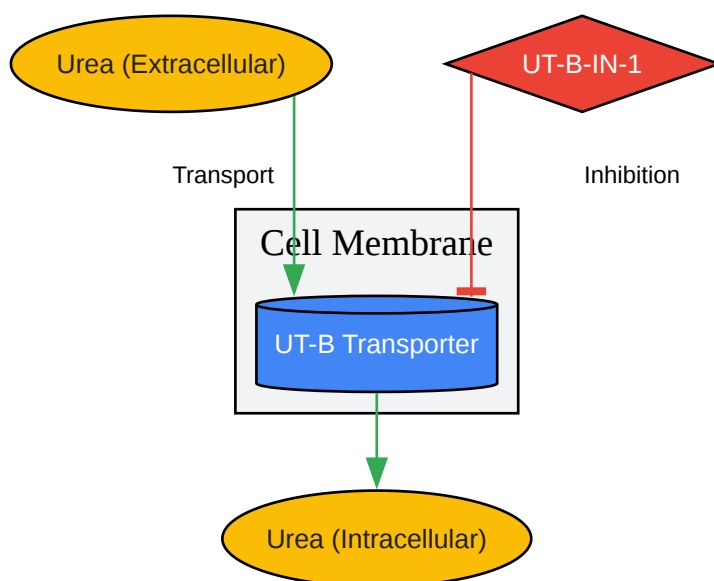 Urea (Extracellular)
UT-B-IN-1
Transport
Inhibition
Cell Membrane
UT-B Transporter
Urea (Intracellular)